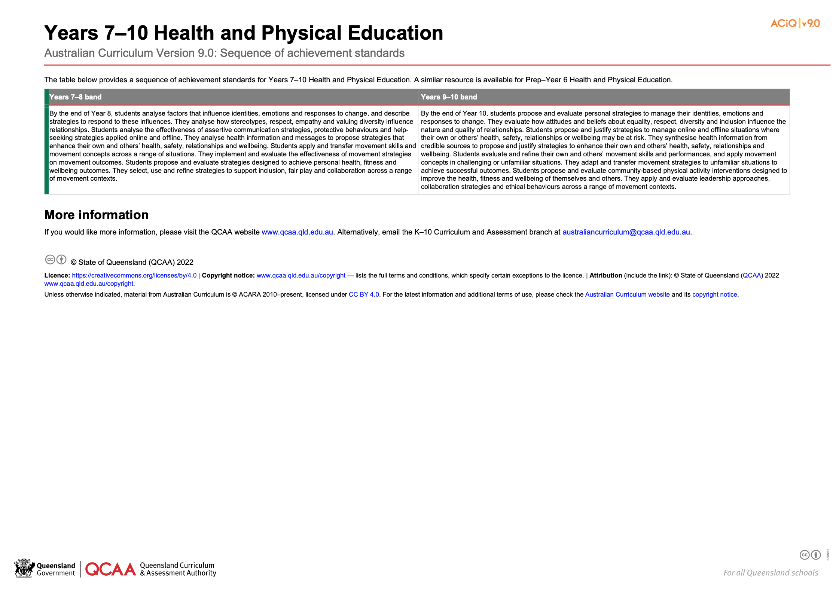 Years 7–10 Health and Physical Education
ACiQ | v9.0
Australian Curriculum Version 9.0: Sequence of achievement standards
The table below provides a sequence of achievement standards for Years 7–10 Health and Physical Education. A similar resource is available for Prep–Year 6 Health and Physical Education.
Years 7–8 band
By the end of Year 8, students analyse factors that influence identities, emotions and responses to change, and describe
strategies to respond to these influences. They analyse how stereotypes, respect, empathy and valuing diversity influence
relationships. Students analyse the effectiveness of assertive communication strategies, protective behaviours and help-
seeking strategies applied online and offline. They analyse health information and messages to propose strategies that
enhance their own and others' health, safety, relationships and wellbeing. Students apply and transfer movement skills and
movement concepts across a range of situations. They implement and evaluate the effectiveness of movement strategies
on movement outcomes. Students propose and evaluate strategies designed to achieve personal health, fitness and
wellbeing outcomes. They select, use and refine strategies to support inclusion, fair play and collaboration across a range
of movement contexts.
Years 9–10 band
By the end of Year 10, students propose and evaluate personal strategies to manage their identities, emotions and
responses to change. They evaluate how attitudes and beliefs about equality, respect, diversity and inclusion influence the
nature and quality of relationships. Students propose and justify strategies to manage online and offline situations where
their own or others' health, safety, relationships or wellbeing may be at risk. They synthesise health information from
credible sources to propose and justify strategies to enhance their own and others' health, safety, relationships and
wellbeing. Students evaluate and refine their own and others' movement skills and performances, and apply movement
concepts in challenging or unfamiliar situations. They adapt and transfer movement strategies to unfamiliar situations to
achieve successful outcomes. Students propose and evaluate community-based physical activity interventions designed to
improve the health, fitness and wellbeing of themselves and others. They apply and evaluate leadership approaches,
collaboration strategies and ethical behaviours across a range of movement contexts.
More information
If you would like more information, please visit the QCAA website www.qcaa.qld.edu.au. Alternatively, email the K–10 Curriculum and Assessment branch at australiancurriculum@qcaa.qld.edu.au.
© State of Queensland (QCAA) 2022
Licence: https://creativecommons.org/licenses/by/4.0 | Copyright notice: www.qcaa.qld.edu.au/copyright — lists the full terms and conditions, which specify certain exceptions to the licence. | Attribution (include the link): © State of Queensland (QCAA) 2022
www.qcaa.qld.edu.au/copyright.
Unless otherwise indicated, material from Australian Curriculum is © ACARA 2010–present, licensed under CC BY 4.0. For the latest information and additional terms of use, please check the Australian Curriculum website and its copyright notice.
Queensland
Government
QCAA
Queensland Curriculum
& Assessment Authority
For all Queensland schools